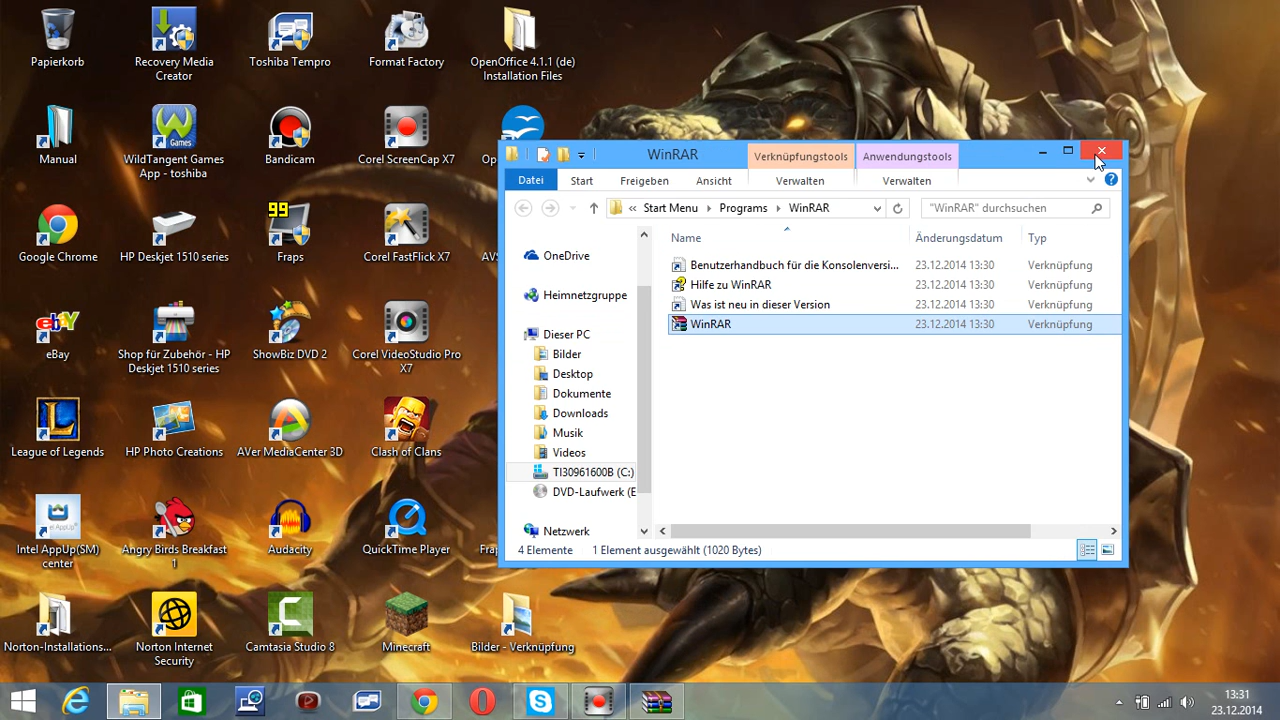 Papierkorb
Recovery Media
Creator
Toshiba Tempro
Format Factory
OpenOffice 4.1.1 (de)
Installation Files
Manual
WildTangent Games
App - toshiba
Games
Bandicam
Corel ScreenCap X7
Op
Google Chrome
HP Deskjet 1510 series
99
Fraps
Corel FastFlick X7
AVS
eBay
Shop für Zubehör - HP
Deskjet 1510 series
ShowBiz DVD 2
Corel VideoStudio Pro
X7
League of Legends
HP Photo Creations
AVer MediaCenter 3D
Clash of Clans
Intel AppUp(SM)
center
Angry Birds Breakfast
1
Audacity
QuickTime Player
Frap
Norton-Installations...
Norton Internet
Security
Camtasia Studio 8
Minecraft
Bilder - Verknüpfung
WinRAR
Verknüpfungstools
Anwendungstools
Datei
Start
Freigeben
Ansicht
Verwalten
Verwalten
« Start Menu
Programs
WinRAR
"WinRAR" durchsuchen
Name
Änderungsdatum
Typ
OneDrive
Heimnetzgruppe
Dieser PC
Bilder
Desktop
Dokumente
Downloads
Musik
Videos
TI30961600B (C:)
DVD-Laufwerk (E
Netzwerk
Benutzerhandbuch für die Konsolenversi... 23.12.2014 13:30 Verknüpfung
Hilfe zu WinRAR 23.12.2014 13:30 Verknüpfung
Was ist neu in dieser Version 23.12.2014 13:30 Verknüpfung
WinRAR 23.12.2014 13:30 Verknüpfung
4 Elemente
1 Element ausgewählt (1020 Bytes)
13:31
23.12.2014